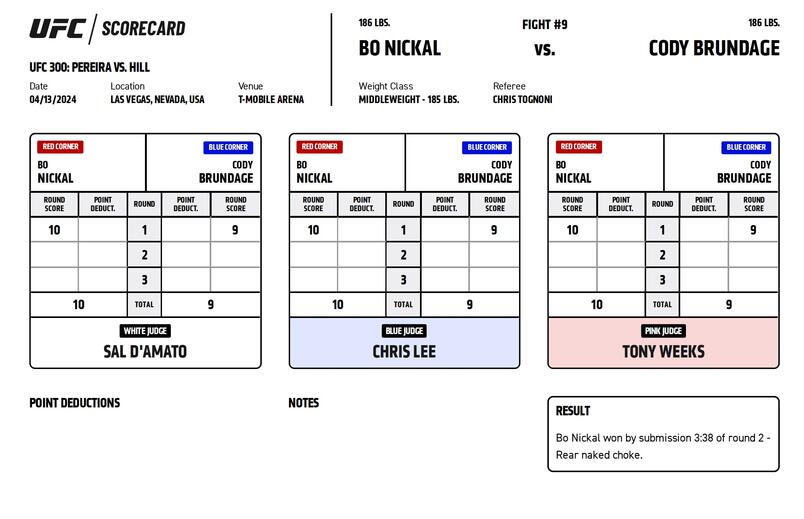 UFC SCORECARD
UFC 300: PEREIRA VS. HILL
Date Location Venue
04/13/2024 LAS VEGAS, NEVADA, USA T-MOBILE ARENA
186 LBS. FIGHT #9 186 LBS.
BO NICKAL VS. CODY BRUNDAGE
Weight Class Referee
MIDDLEWEIGHT - 185 LBS. CHRIS TOGNONI
RED CORNER BLUE CORNER
BO CODY
NICKAL BRUNDAGE
ROUND SCORE POINT DEDUCT. ROUND POINT DEDUCT. ROUND SCORE
10 1 9
2
3
10 TOTAL 9
WHITE JUDGE
SAL D'AMATO
RED CORNER BLUE CORNER
BO CODY
NICKAL BRUNDAGE
ROUND SCORE POINT DEDUCT. ROUND POINT DEDUCT. ROUND SCORE
10 1 9
2
3
10 TOTAL 9
BLUE JUDGE
CHRIS LEE
RED CORNER BLUE CORNER
BO CODY
NICKAL BRUNDAGE
ROUND SCORE POINT DEDUCT. ROUND POINT DEDUCT. ROUND SCORE
10 1 9
2
3
10 TOTAL 9
PINK JUDGE
TONY WEEKS
POINT DEDUCTIONS
NOTES
RESULT
Bo Nickal won by submission 3:38 of round 2 -
Rear naked choke.